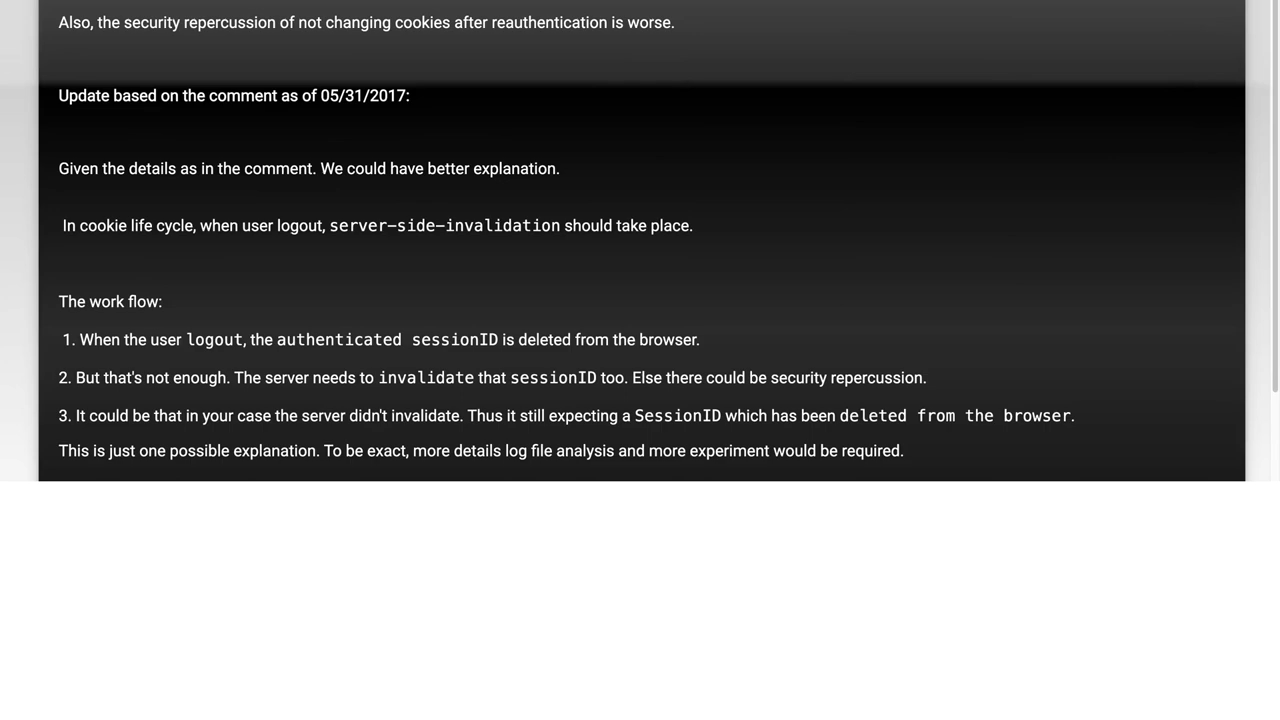 Also, the security repercussion of not changing cookies after reauthentication is worse.
Update based on the comment as of 05/31/2017:
Given the details as in the comment. We could have better explanation.
In cookie life cycle, when user logout, server-side-invalidation should take place.
The work flow:
1. When the user logout, the authenticated sessionID is deleted from the browser.
2. But that's not enough. The server needs to invalidate that sessionID too. Else there could be security repercussion.
3. It could be that in your case the server didn't invalidate. Thus it still expecting a SessionID which has been deleted from the browser.
This is just one possible explanation. To be exact, more details log file analysis and more experiment would be required.